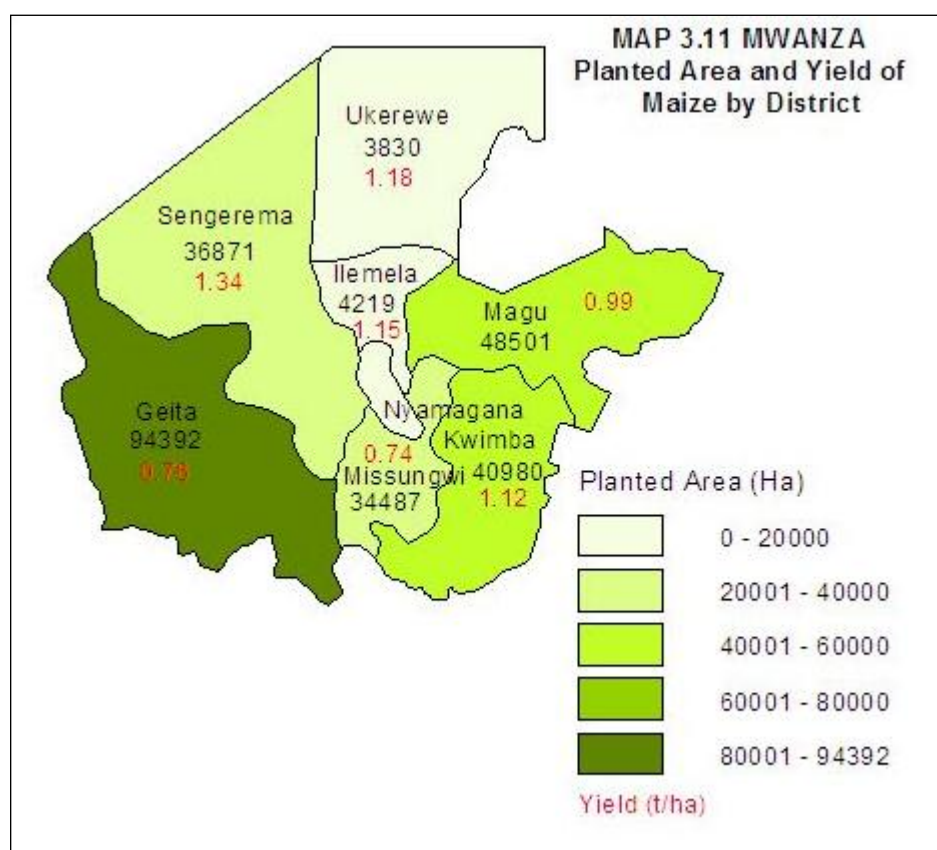 MAP 3.11 MWANZA
Planted Area and Yield of
Maize by District
Ukerewe
3830
1.18
Sengerema
36871
1.34
Ilemela
4219
1.15
Magu
48501
0.99
Geita
94392
Nyamagana
Kwimba
40980
1.12
0.74
Missungwi
34487
Planted Area (Ha)
0 - 20000
20001 - 40000
40001 - 60000
60001 - 80000
80001 - 94392
Yield (t/ha)